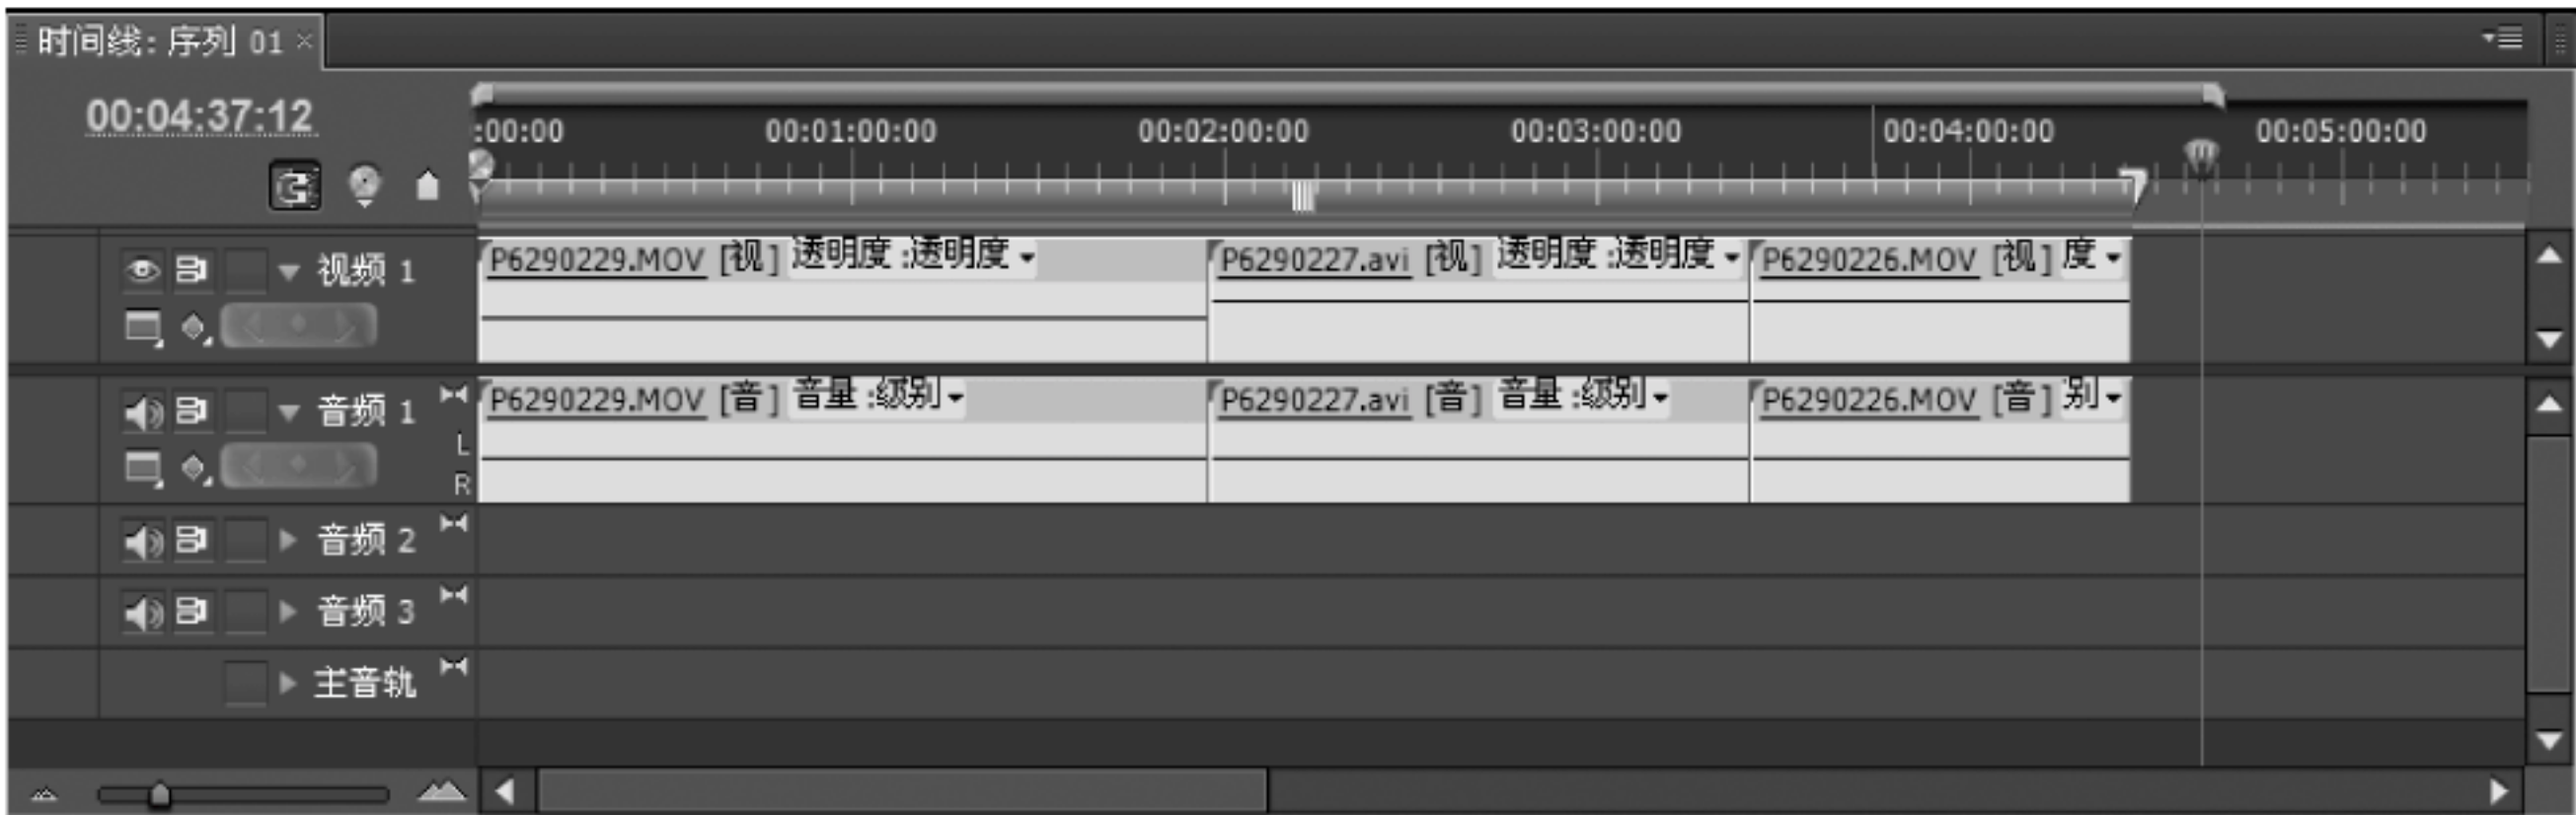 时间线: 序列 01 ×
00:04:37:12
:00:00 00:01:00:00 00:02:00:00 00:03:00:00 00:04:00:00 00:05:00:00
视频 1 P6290229.MOV [视] 透明度:透明度 P6290227.avi [视] 透明度:透明度 P6290226.MOV [视] 度
音频 1 P6290229.MOV [音] 音量:级别 P6290227.avi [音] 音量:级别 P6290226.MOV [音] 别
L
R
音频 2
音频 3
主音轨